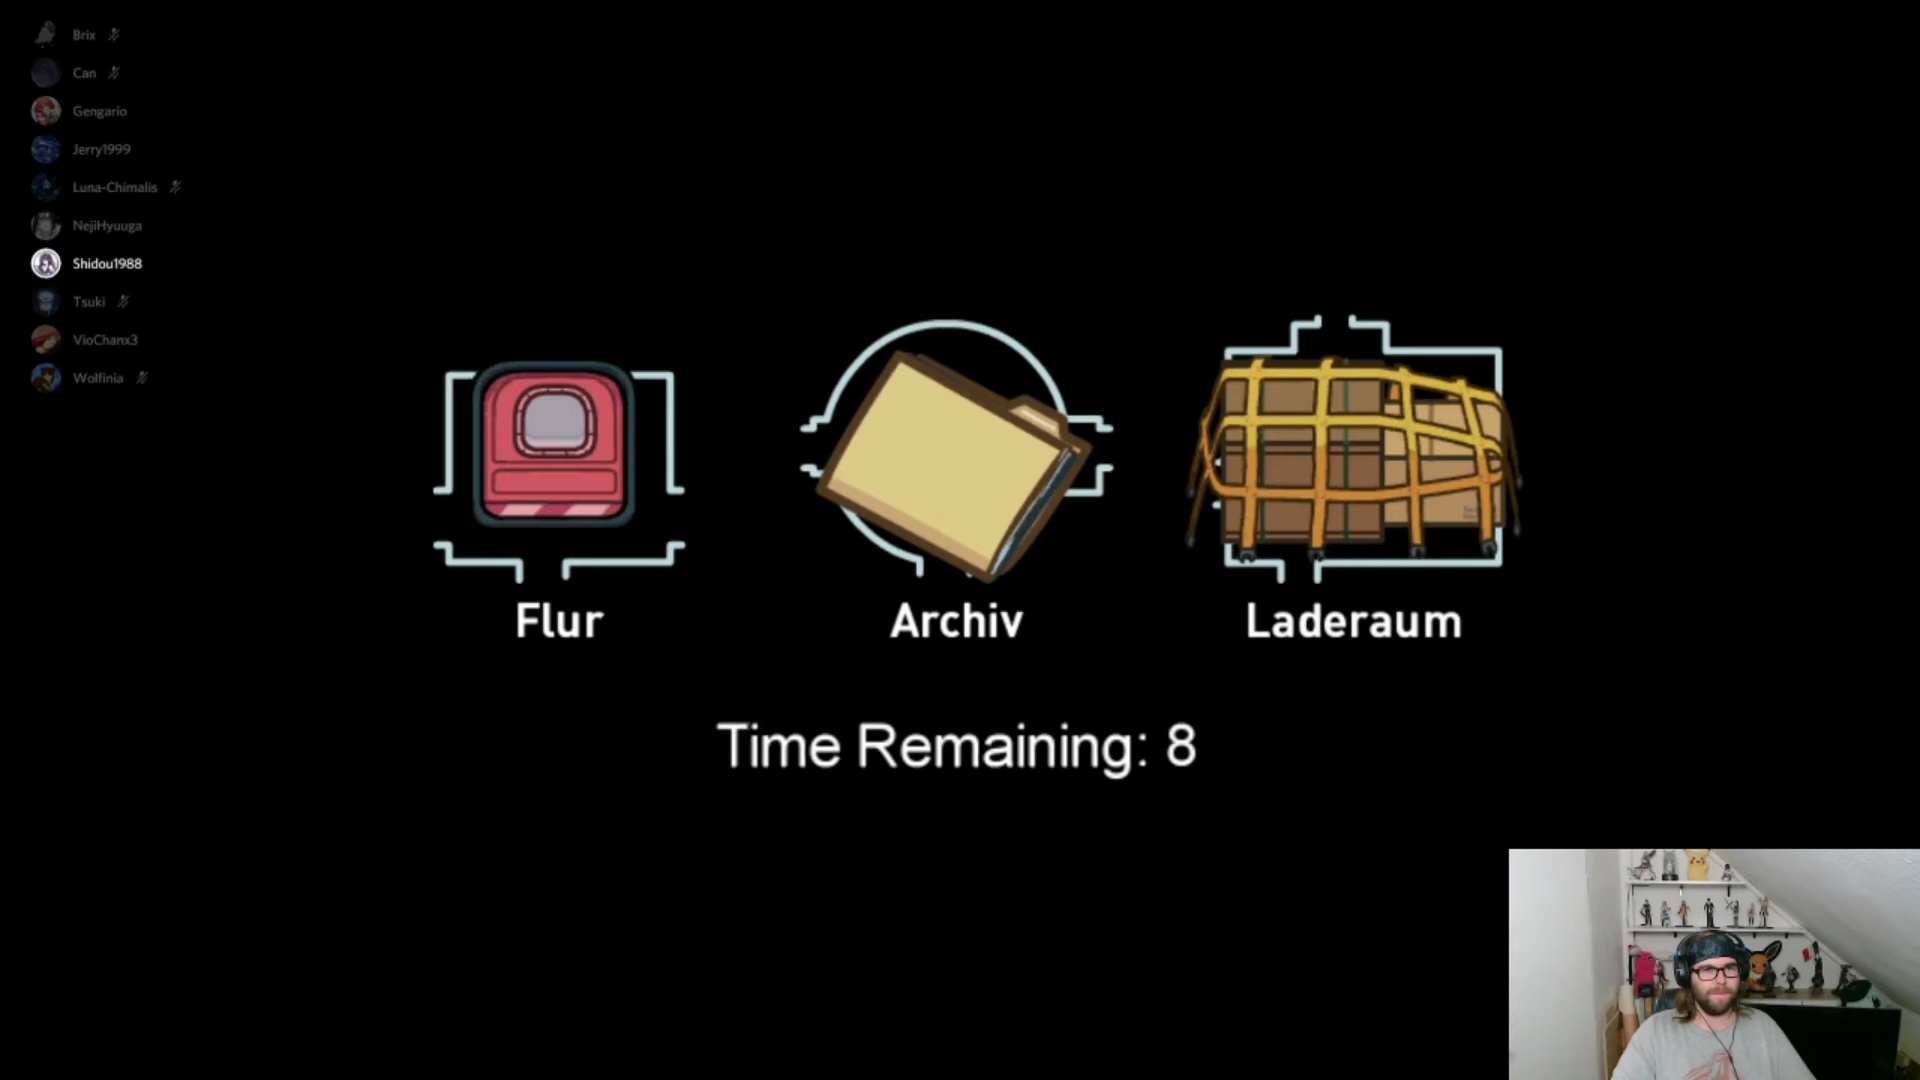 Brix
Can
Gengario
Jerry1999
Luna-Chimalis
NejiHyuuga
Shidou1988
Tsuki
VioChanx3
Wolfinia
Flur
Archiv
Laderaum
Time Remaining: 8